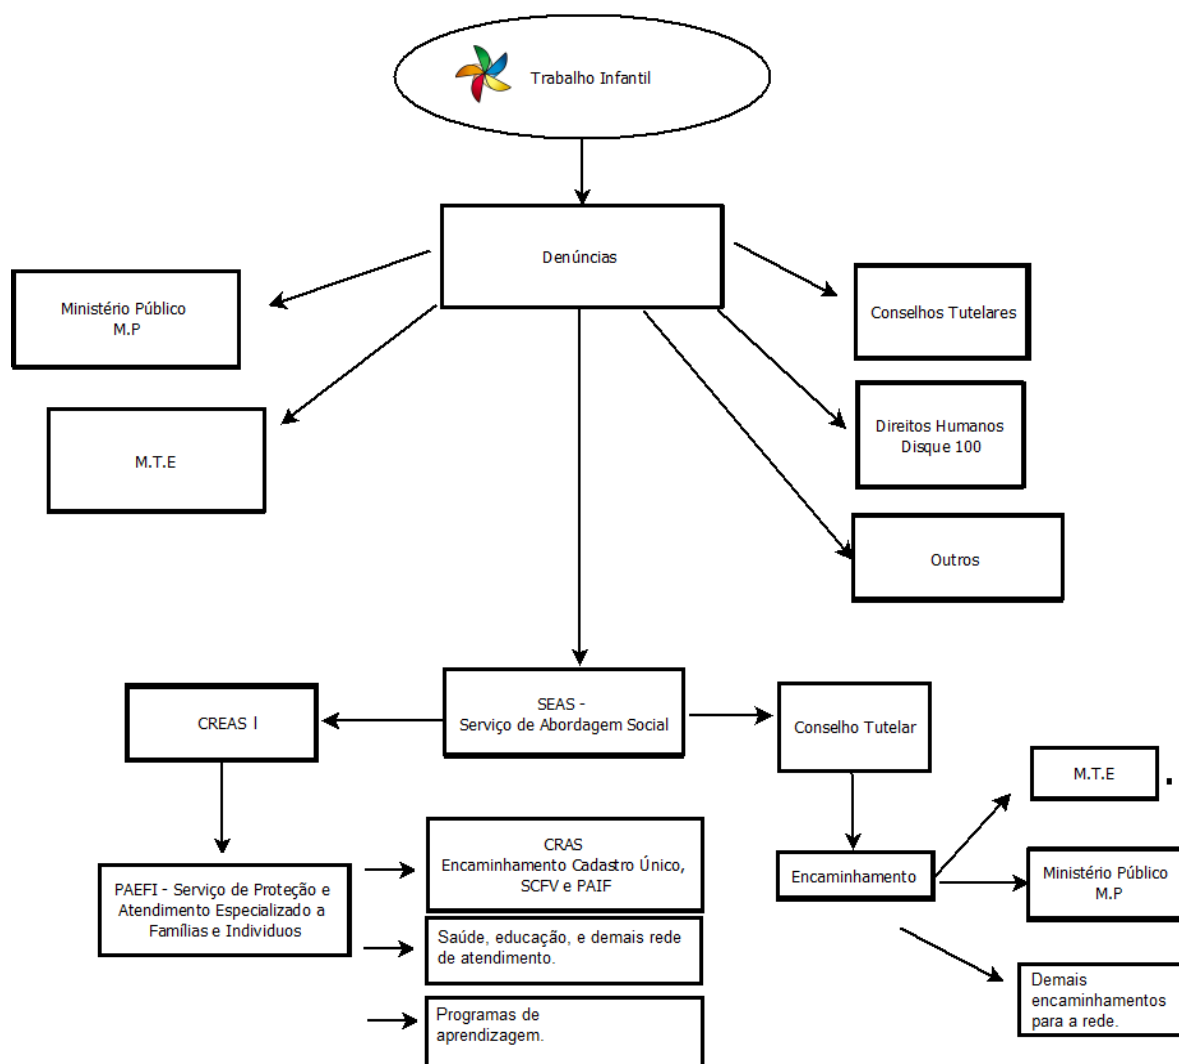 Trabalho Infantil
Denúncias
Ministério Público
M.P
Conselhos Tutelares
M.T.E
Direitos Humanos
Disque 100
Outros
CREAS I
SEAS -
Serviço de Abordagem Social
Conselho Tutelar
M.T.E
.
PAEFI - Serviço de Proteção e
Atendimento Especializado a
Famílias e Individuos
CRAS
Encaminhamento Cadastro Único,
SCFV e PAIF
Encaminhamento
Ministério Público
M.P
Saúde, educação, e demais rede
de atendimento.
Demais
encaminhamentos
para a rede.
Programas de
aprendizagem.